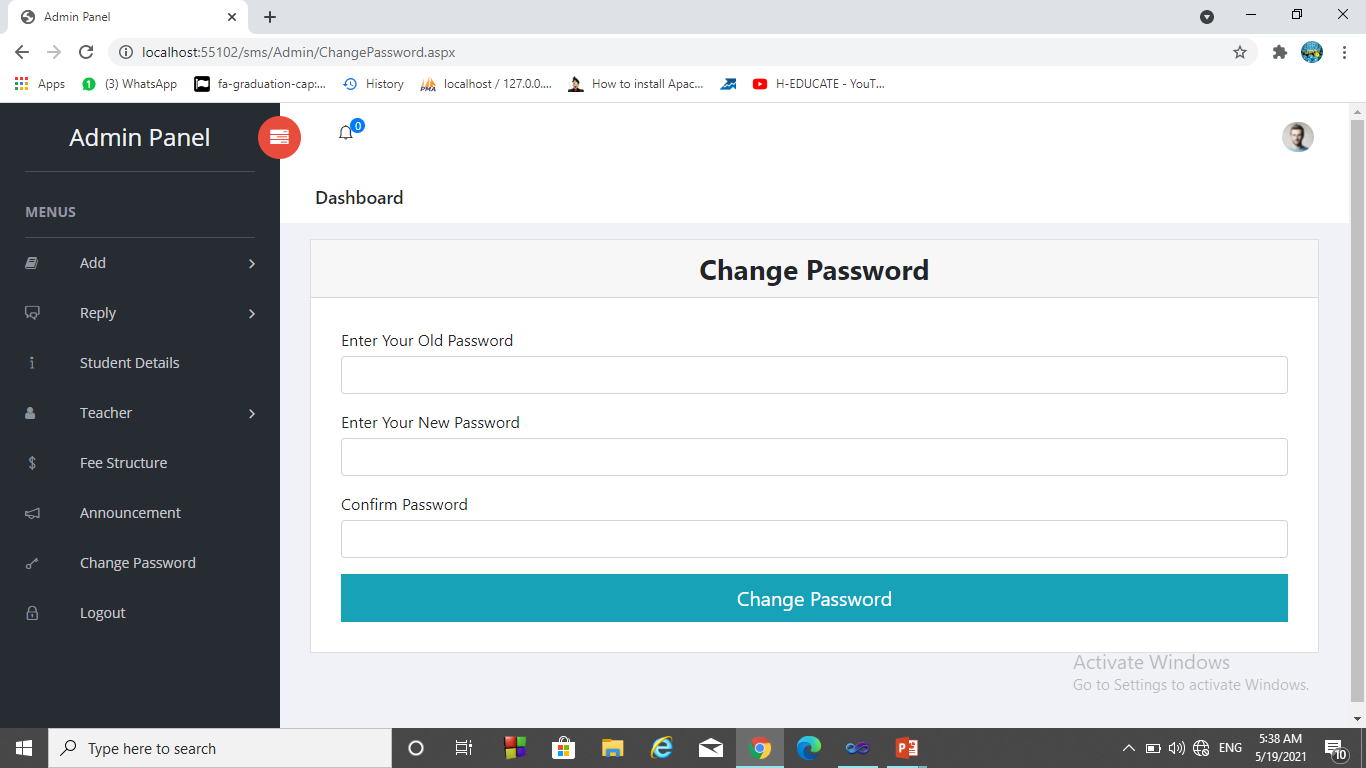 Admin Panel
localhost:55102/sms/Admin/ChangePassword.aspx
Apps
1
(3) WhatsApp
fa-graduation-cap:...
History
PMA
localhost / 127.0.0....
How to install Apac...
H-EDUCATE - YouT...
Admin Panel
0
MENUS
Dashboard
Add
Reply
Student Details
Teacher
Fee Structure
Announcement
Change Password
Logout
Change Password
Enter Your Old Password
Enter Your New Password
Confirm Password
Change Password
Activate Windows
Go to Settings to activate Windows.
Type here to search
ENG
5:38 AM
5/19/2021
10